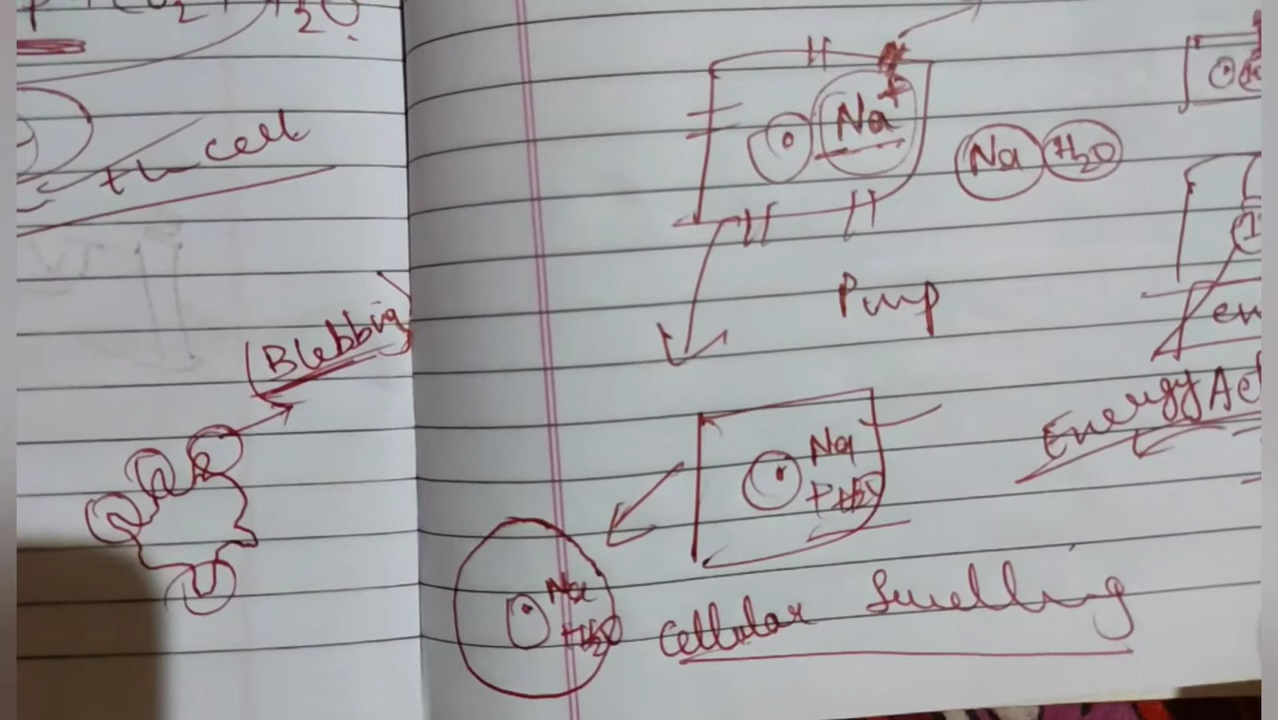 cell
(Blebbing
Na+
Na H2O
Pump
Energy
Na
H2O
Na
H2O
Cellular Swelling